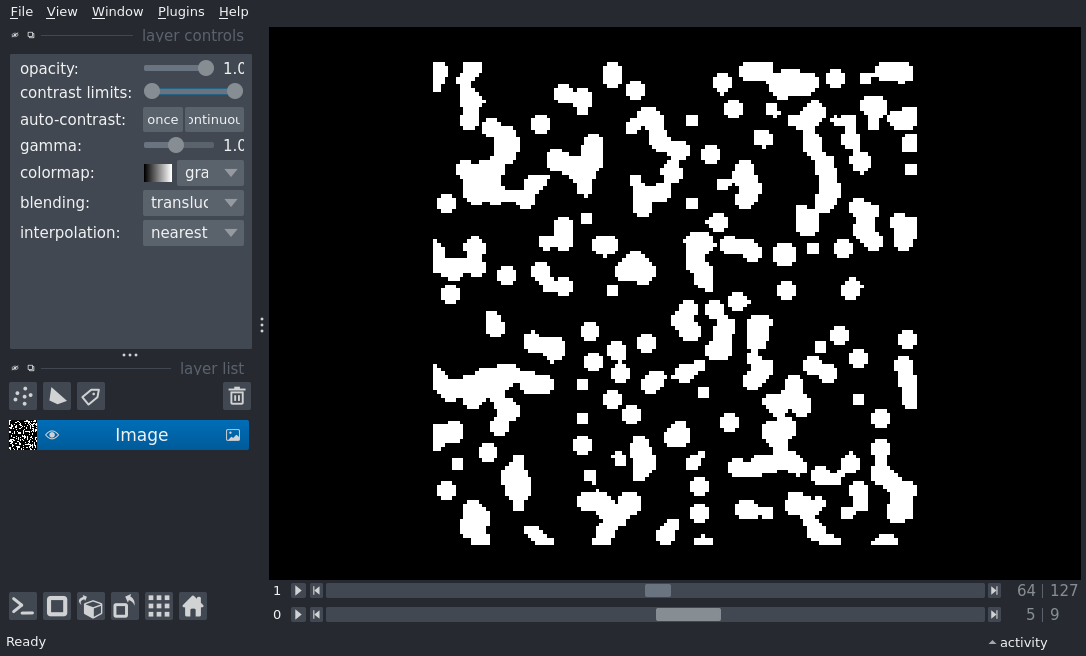 File View Window Plugins Help
layer controls
opacity: 1.0
contrast limits:
auto-contrast: once ontinuou
gamma: 1.0
colormap: gra
blending: transluc
interpolation: nearest
layer list
Image
1 64 127
0 5 9
Ready activity